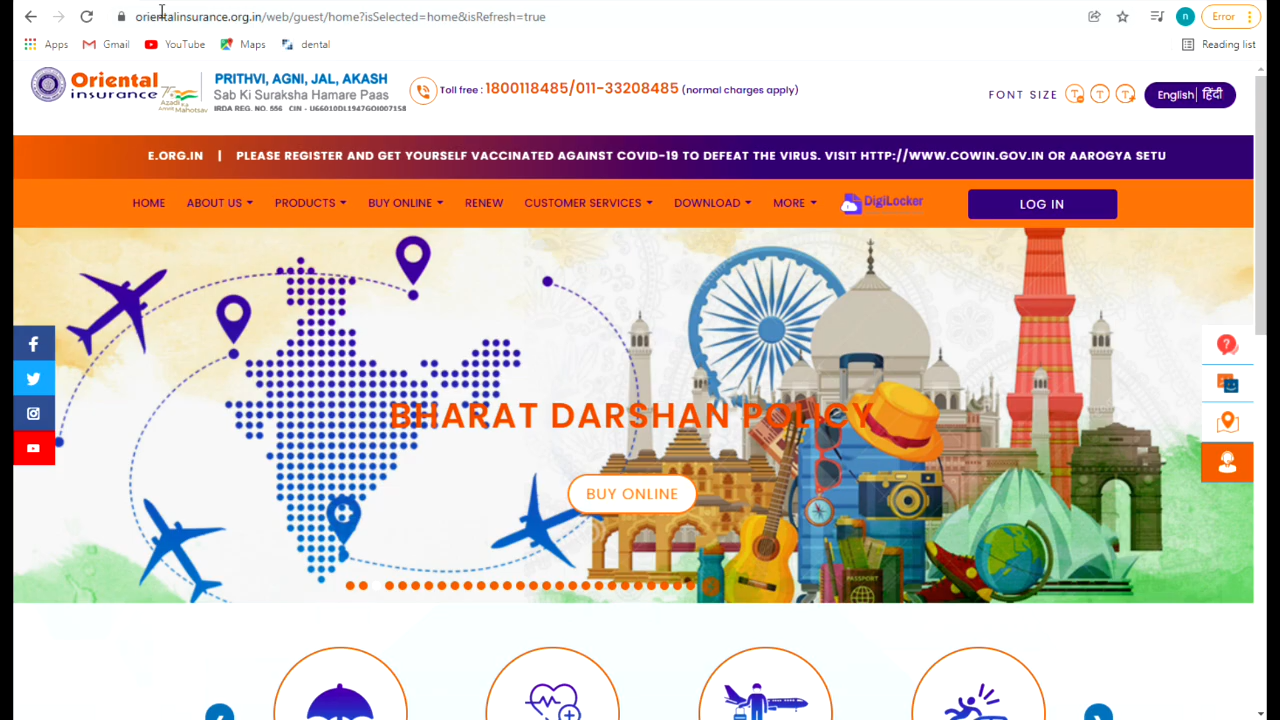 orientalinsurance.org.in/web/guest/home?isSelected=home&isRefresh=true
Error
Apps Gmail YouTube Maps dental Reading list
Oriental insurance
Azadi Ka Amrit Mahotsav
PRITHVI, AGNI, JAL, AKASH
Sab Ki Suraksha Hamare Paas
IRDA REG. NO. 556 CIN - U66010DL1947GOI007158
Toll free : 1800118485/011-33208485 (normal charges apply)
FONT SIZE T T T English| हिंदी
E.ORG.IN | PLEASE REGISTER AND GET YOURSELF VACCINATED AGAINST COVID-19 TO DEFEAT THE VIRUS. VISIT HTTP://WWW.COWIN.GOV.IN OR AAROGYA SETU
HOME ABOUT US PRODUCTS BUY ONLINE RENEW CUSTOMER SERVICES DOWNLOAD MORE DigiLocker LOG IN
BHARAT DARSHAN POLICY
BUY ONLINE
PASSPORT